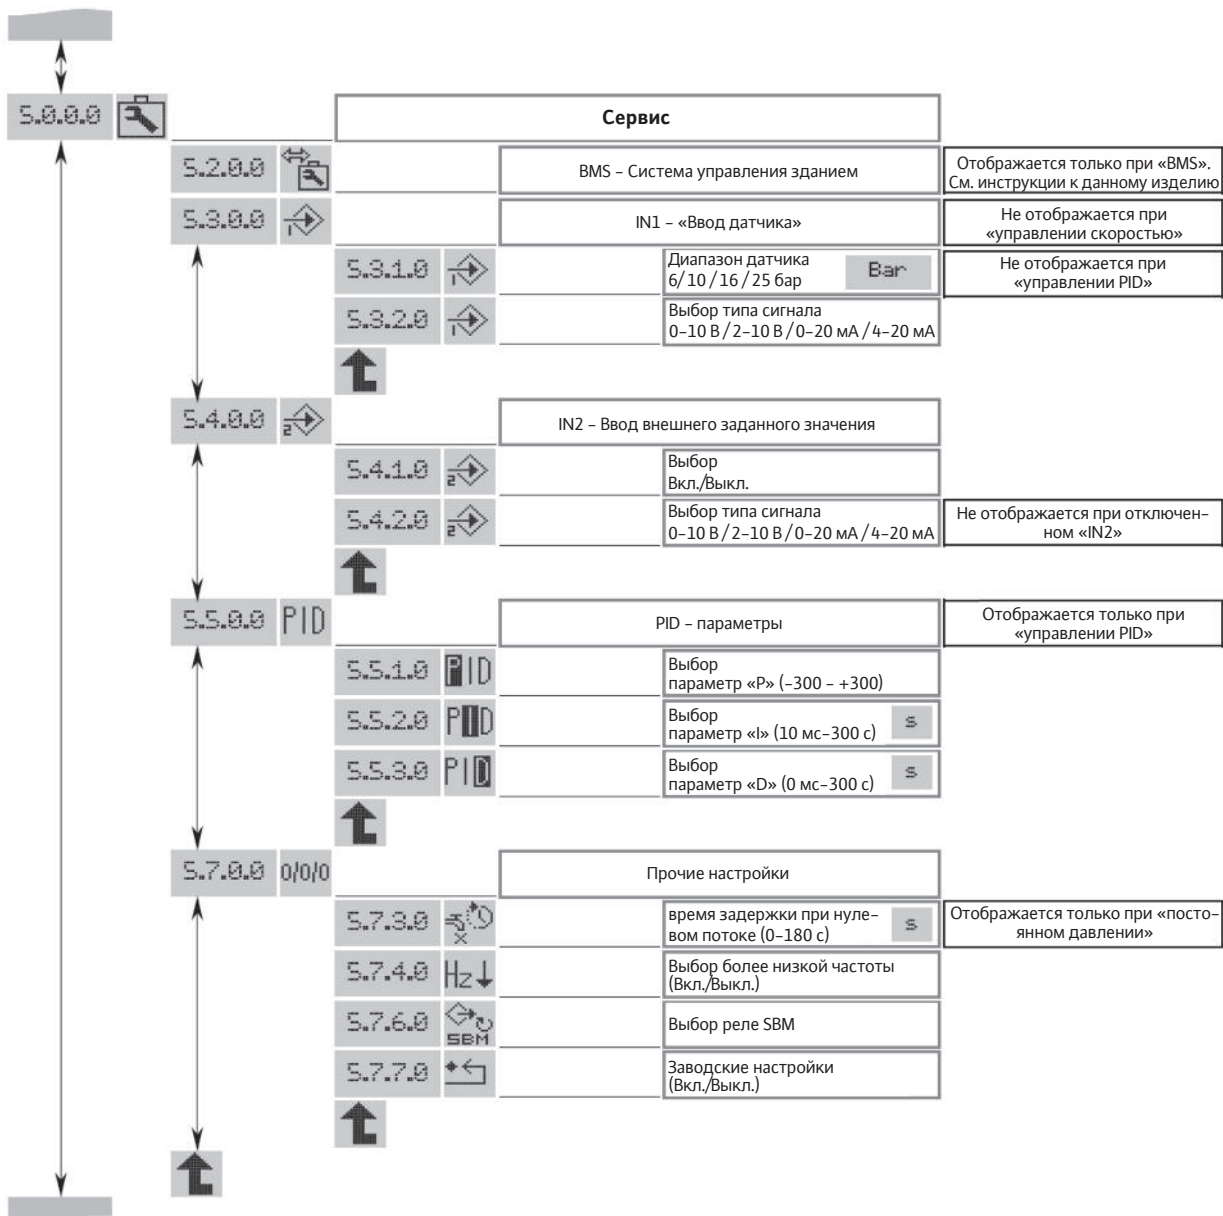 5.0.0.0
Сервис
5.2.0.0
BMS – Система управления зданием
Отображается только при «BMS».
См. инструкции к данному изделию
5.3.0.0
1
IN1 – «Ввод датчика»
Не отображается при
«управлении скоростью»
5.3.1.0
1
Диапазон датчика
6/10/16/25 бар
Bar
Не отображается при
«управлении PID»
5.3.2.0
1
Выбор типа сигнала
0–10 В/2–10 В/0–20 мА/4–20 мА
5.4.0.0
2
IN2 – Ввод внешнего заданного значения
5.4.1.0
2
Выбор
Вкл./Выкл.
5.4.2.0
2
Выбор типа сигнала
0–10 В/2–10 В/0–20 мА/4–20 мА
Не отображается при отключен-
ном «IN2»
5.5.0.0
PID
PID – параметры
Отображается только при
«управлении PID»
5.5.1.0
PID
Выбор
параметр «P» (–300 – +300)
5.5.2.0
PID
Выбор
параметр «I» (10 мс–300 с)
s
5.5.3.0
PID
Выбор
параметр «D» (0 мс–300 с)
s
5.7.0.0
0/0/0
Прочие настройки
5.7.3.0
время задержки при нуле-
вом потоке (0–180 с)
s
Отображается только при «посто-
янном давлении»
5.7.4.0
Hz
Выбор более низкой частоты
(Вкл./Выкл.)
5.7.6.0
SBM
Выбор реле SBM
5.7.7.0
Заводские настройки
(Вкл./Выкл.)